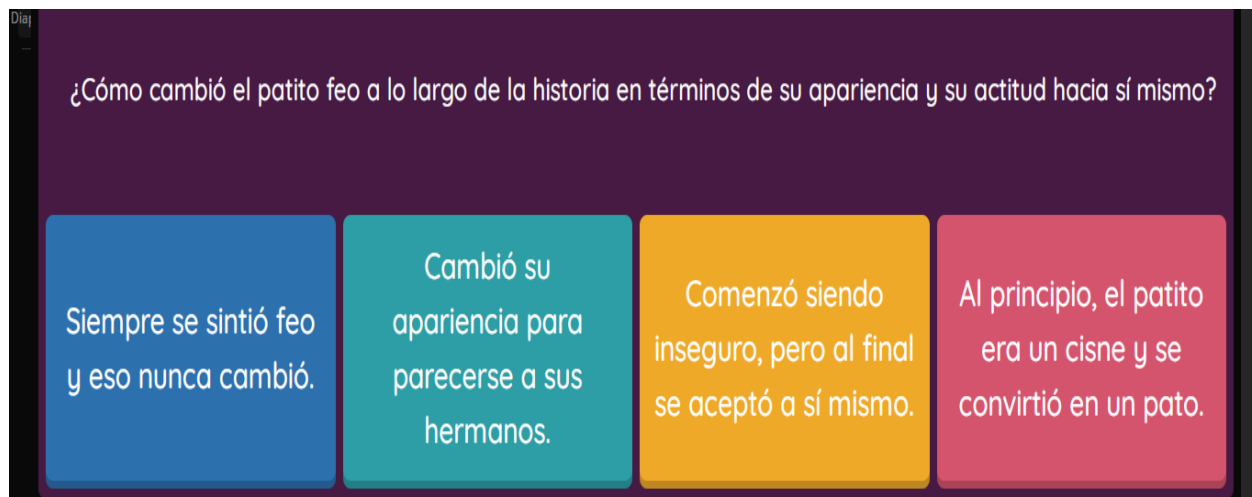 Diap
¿Cómo cambió el patito feo a lo largo de la historia en términos de su apariencia y su actitud hacia sí mismo?
Siempre se sintió feo
y eso nunca cambió.
Cambió su
apariencia para
parecerse a sus
hermanos.
Comenzó siendo
inseguro, pero al final
se aceptó a sí mismo.
Al principio, el patito
era un cisne y se
convirtió en un pato.